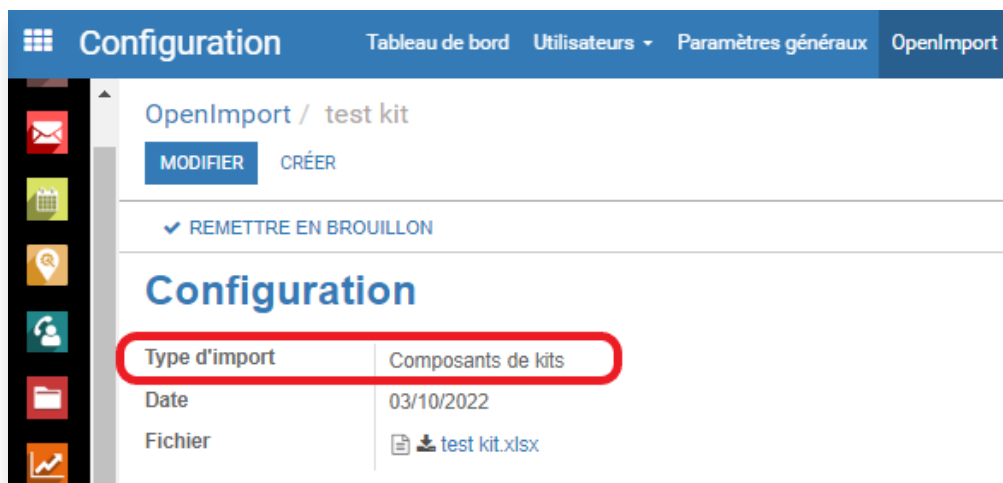 Configuration Tableau de bord Utilisateurs Paramètres généraux OpenImport
OpenImport / test kit
MODIFIER CRÉER
REMETTRE EN BROUILLON
Configuration
Type d'import Composants de kits
Date 03/10/2022
Fichier test kit.xlsx